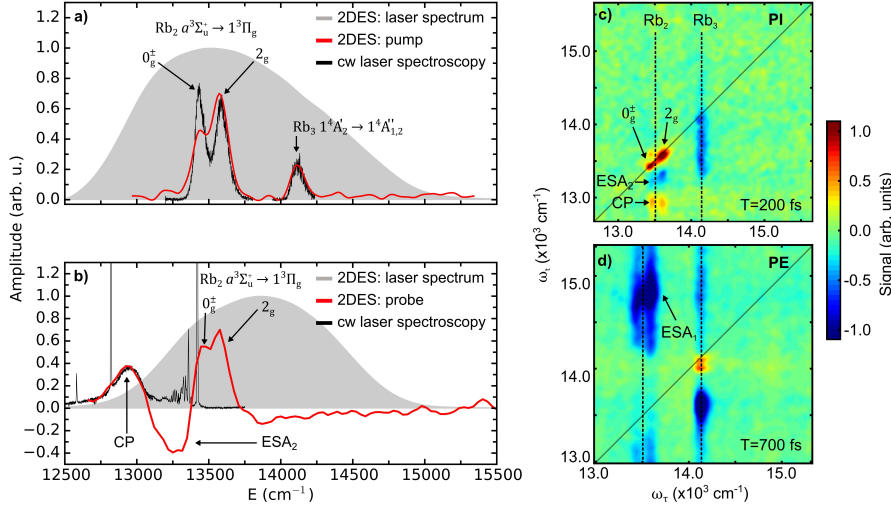 a)
Rb₂ a³Σᵤ⁺ → 1³Πg
0g±
2g
Rb₃ 1⁴A′₂ → 1⁴A″₁,₂
2DES: laser spectrum
2DES: pump
cw laser spectroscopy
1.2
1.0
0.8
0.6
0.4
0.2
0.0
b)
Rb₂ a³Σᵤ⁺ → 1³Πg
0g±
2g
2DES: laser spectrum
2DES: probe
cw laser spectroscopy
CP
ESA₂
1.2
1.0
0.8
0.6
0.4
0.2
0.0
−0.2
−0.4
Amplitude (arb. u.)
12500 13000 13500 14000 14500 15000 15500
E (cm⁻¹)
c)
Rb₂
Rb₃
PI
0g±
2g
ESA₂
CP
T=200 fs
15.0
14.0
13.0
13.0 14.0 15.0
ωt (x10³ cm⁻¹)
d)
PE
ESA₁
T=700 fs
15.0
14.0
13.0
13.0 14.0 15.0
ωτ (x10³ cm⁻¹)
1.0
0.5
0.0
-0.5
-1.0
Signal (arb. units)